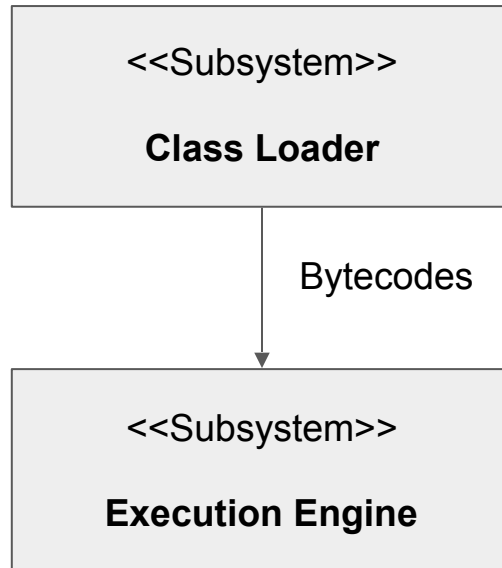 <<Subsystem>>
Class Loader
Bytecodes
<<Subsystem>>
Execution Engine